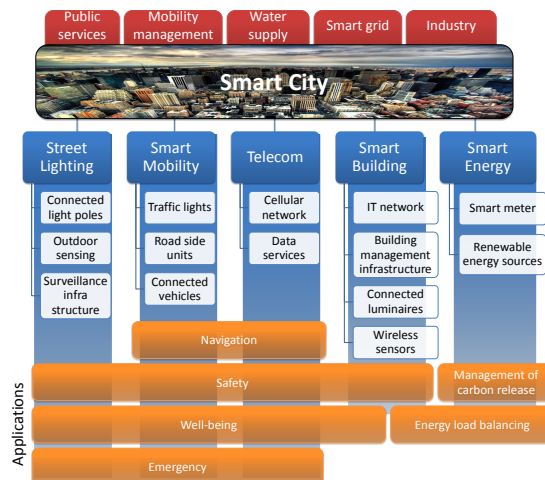 Public Mobility Water Smart grid Industry
services management supply
Smart City
Street Smart Telecom Smart Smart
Lighting Mobility Building Energy
Connected Traffic lights Cellular IT network Smart meter
light poles network
Outdoor Road side Data Building Renewable
sensing units services management energy sources
infrastructure
Surveillance Connected Connected
infra vehicles luminaires
structure
Wireless
sensors
Navigation
Safety Management of
carbon release
Well-being Energy load balancing
Emergency
Applications